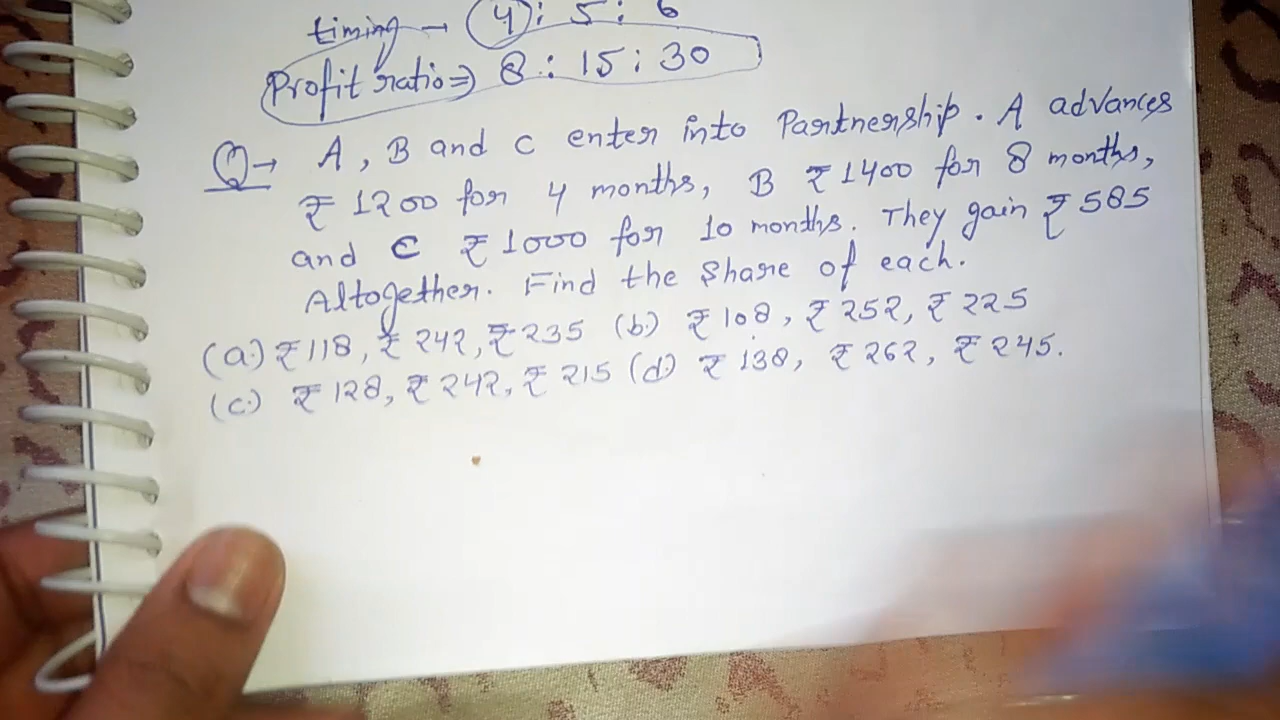 timing → 4 : 5 : 6
Profit ratio ⇒ 8 : 15 : 30
Q→ A, B and C enter into Partnership. A advances
₹ 1200 for 4 months, B ₹ 1400 for 8 months,
and C ₹ 1000 for 10 months. They gain ₹ 585
Altogether. Find the Share of each.
(a.) ₹ 118, ₹ 242, ₹ 235 (b.) ₹ 108, ₹ 252, ₹ 225
(c.) ₹ 128, ₹ 242, ₹ 215 (d.) ₹ 138, ₹ 262, ₹ 245.